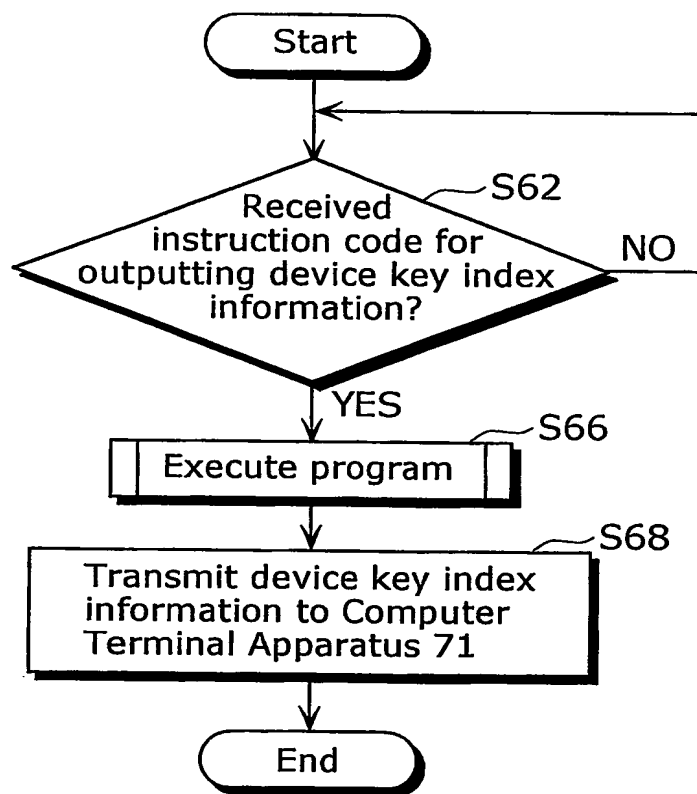 Start
S62
Received
instruction code for
outputting device key index
information?
NO
YES
S66
Execute program
S68
Transmit device key index
information to Computer
Terminal Apparatus 71
End